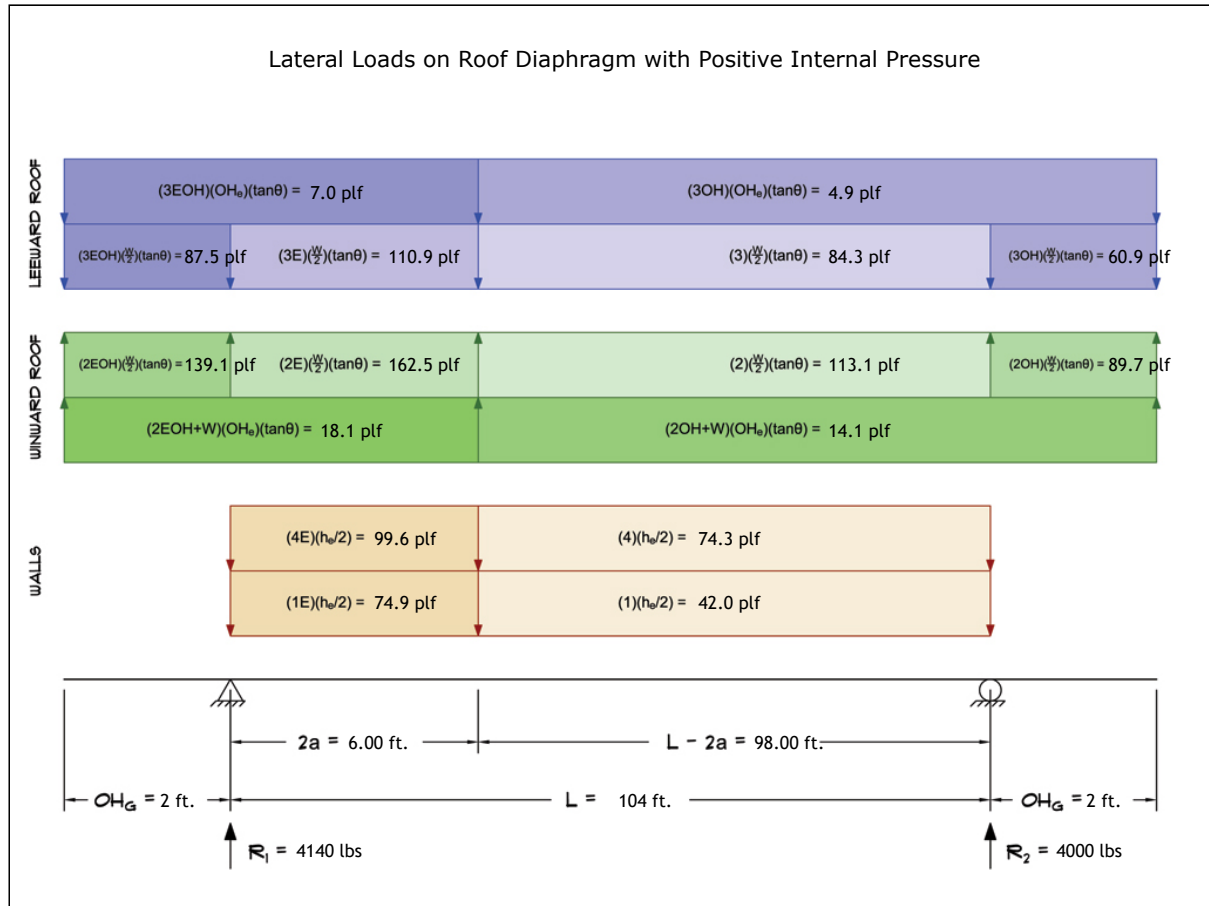 Lateral Loads on Roof Diaphragm with Positive Internal Pressure
LEEWARD ROOF
(3EOH)(OHₑ)(tanθ) = 7.0 plf
(3OH)(OHₑ)(tanθ) = 4.9 plf
(3EOH)(W/2)(tanθ) = 87.5 plf
(3E)(W/2)(tanθ) = 110.9 plf
(3)(W/2)(tanθ) = 84.3 plf
(3OH)(W/2)(tanθ) = 60.9 plf
WINWARD ROOF
(2EOH)(W/2)(tanθ) = 139.1 plf
(2E)(W/2)(tanθ) = 162.5 plf
(2)(W/2)(tanθ) = 113.1 plf
(2OH)(W/2)(tanθ) = 89.7 plf
(2EOH+W)(OHₑ)(tanθ) = 18.1 plf
(2OH+W)(OHₑ)(tanθ) = 14.1 plf
WALLS
(4E)(hₑ/2) = 99.6 plf
(4)(hₑ/2) = 74.3 plf
(1E)(hₑ/2) = 74.9 plf
(1)(hₑ/2) = 42.0 plf
2a = 6.00 ft.
L - 2a = 98.00 ft.
OH_G = 2 ft.
L = 104 ft.
OH_G = 2 ft.
R₁ = 4140 lbs
R₂ = 4000 lbs